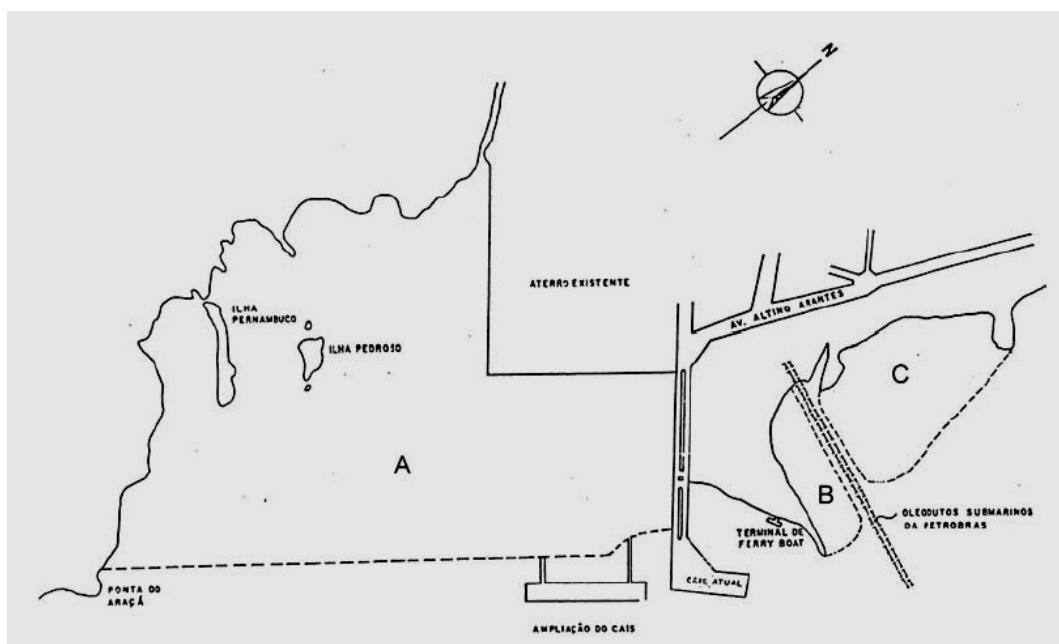 N
ATERRO EXISTENTE
ILHA
PERNAMBUCO
ILHA PEDROSO
AV. ALTINO ARANTES
C
A
B
OLEODUTOS SUBMARINOS
DA PETROBRAS
TERMINAL DE
FERRY BOAT
PONTA DO
ARAÇÁ
CAIS ATUAL
AMPLIAÇÃO DO CAIS